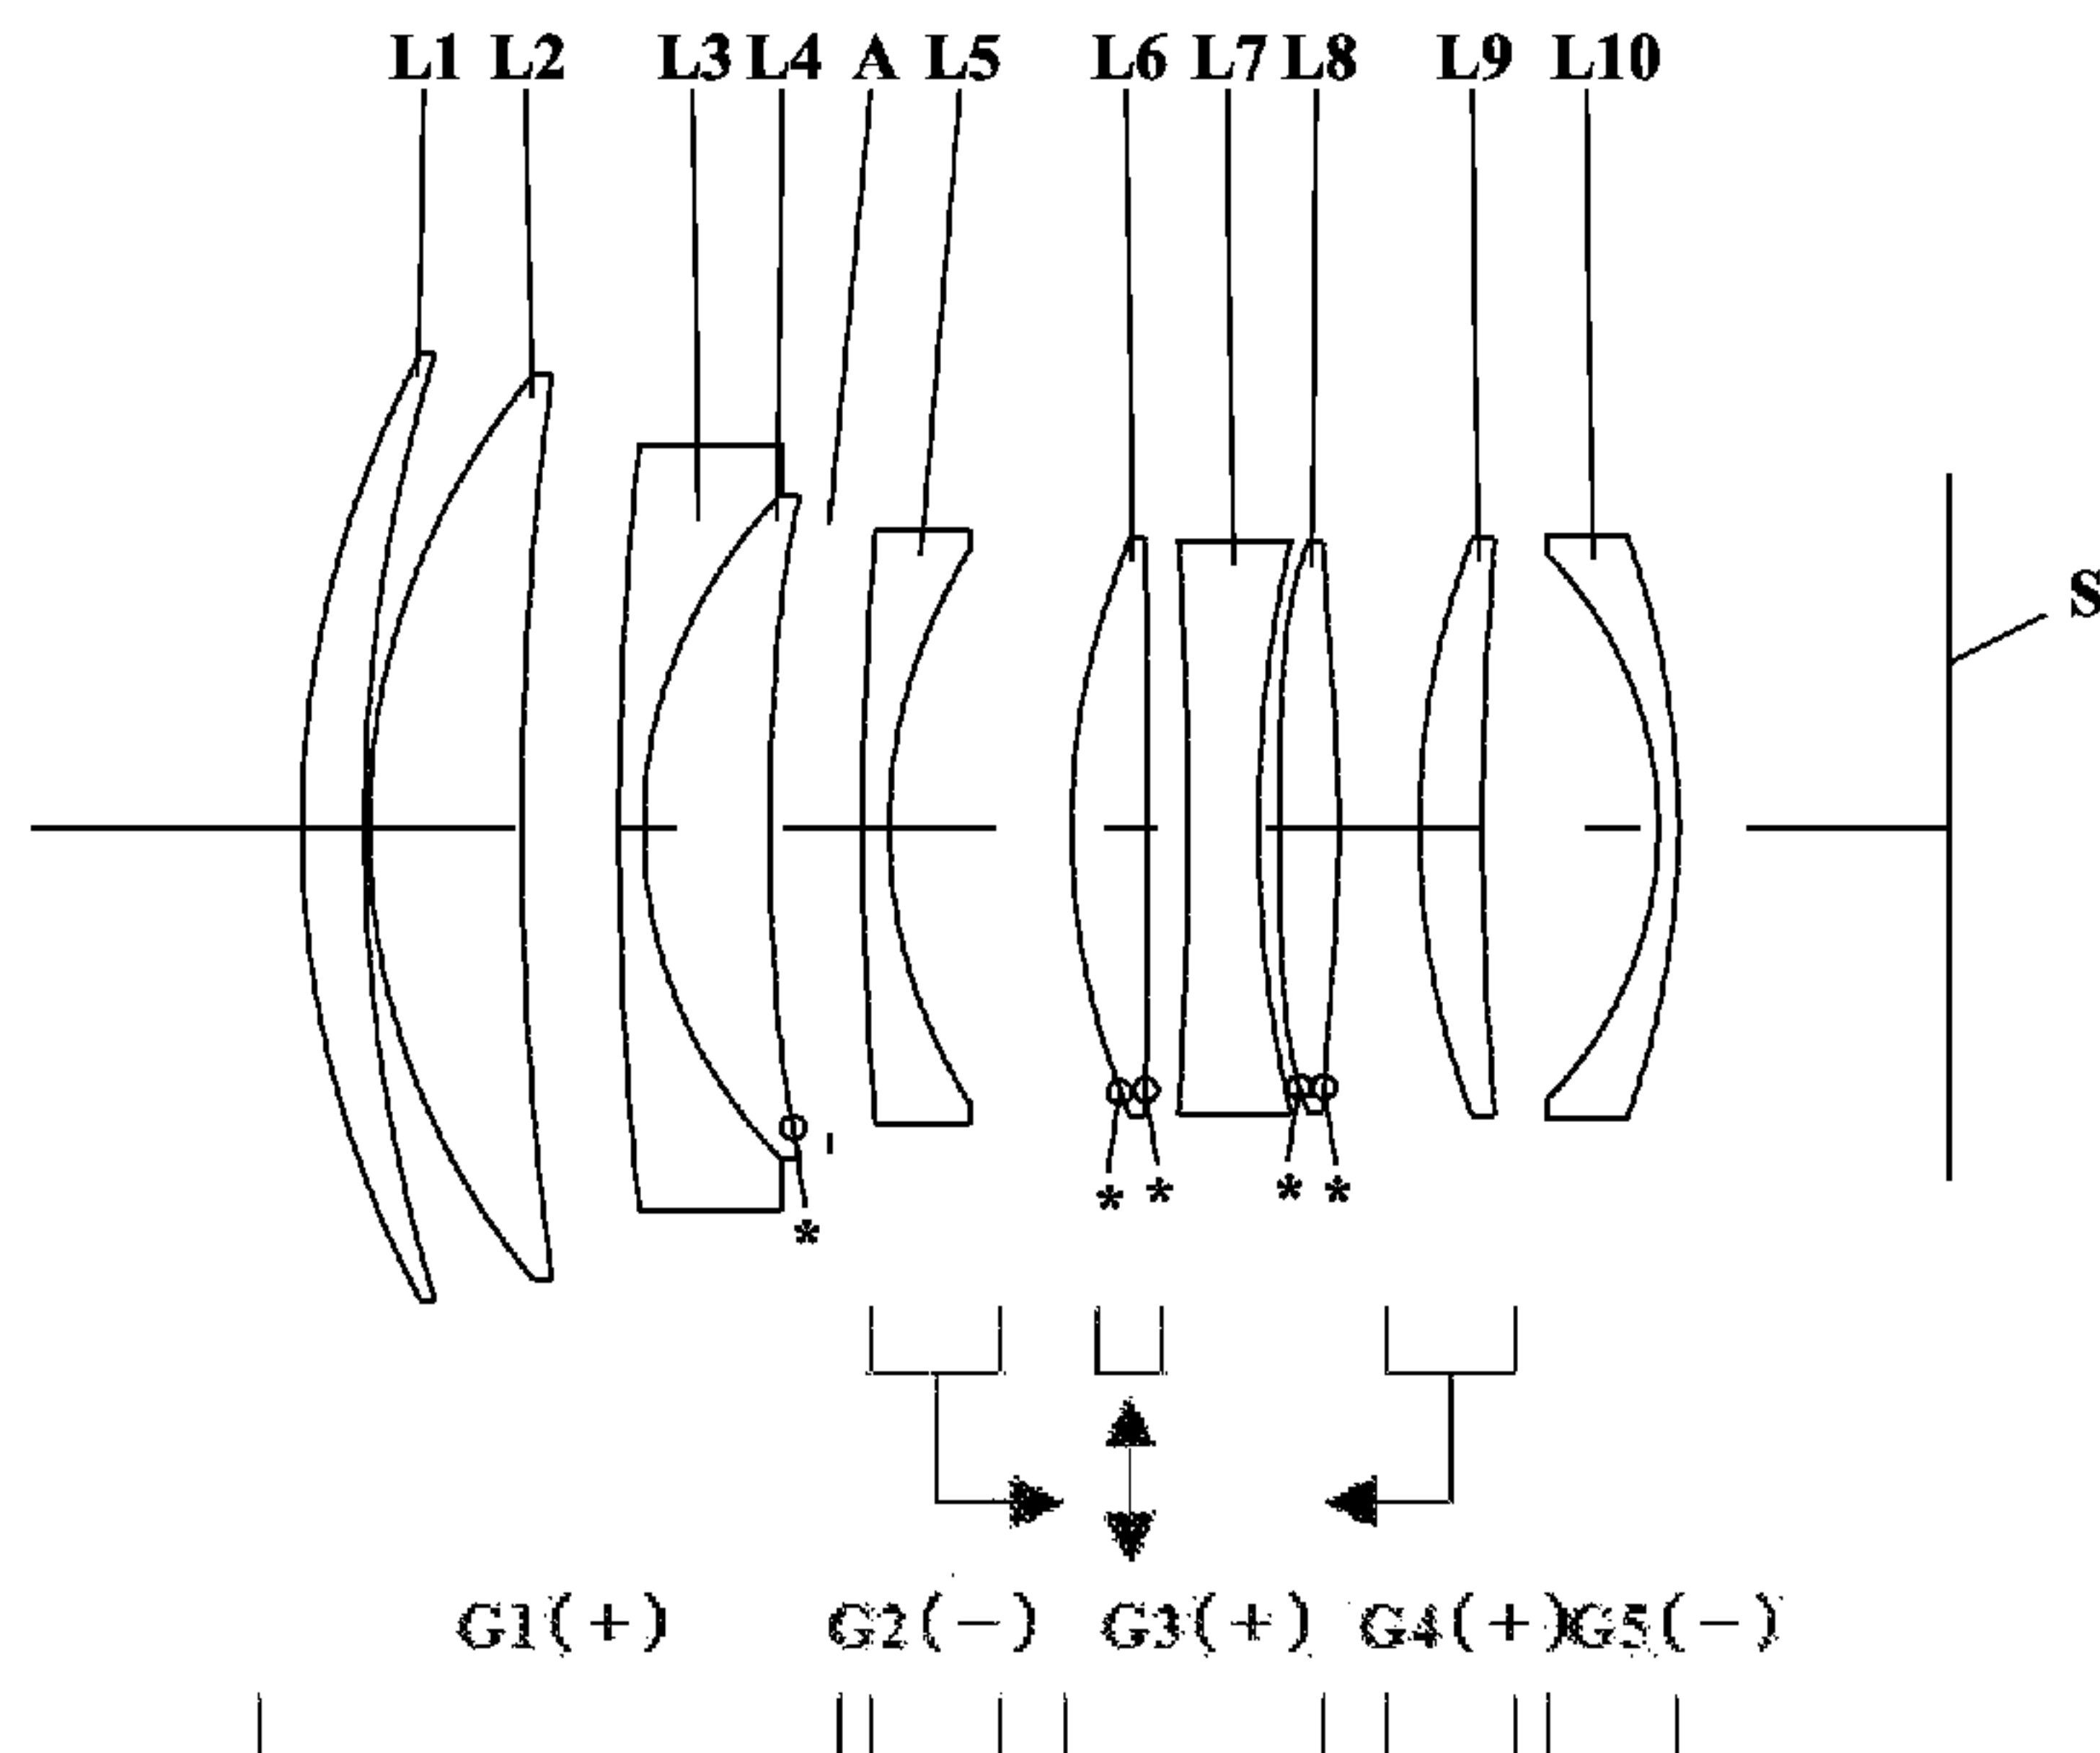 L1 L2 L3 L4 A L5 L6 L7 L8 L9 L10
S
* * * *
*
G1(+) G2(−) G3(+) G4(+) G5(−)